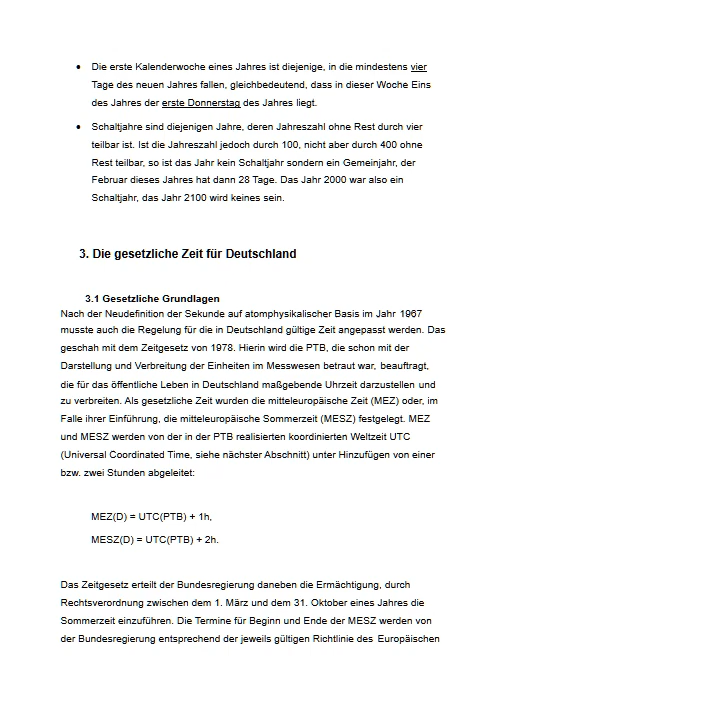 • Die erste Kalenderwoche eines Jahres ist diejenige, in die mindestens vier
Tage des neuen Jahres fallen, gleichbedeutend, dass in dieser Woche Eins
des Jahres der erste Donnerstag des Jahres liegt.
• Schaltjahre sind diejenigen Jahre, deren Jahreszahl ohne Rest durch vier
teilbar ist. Ist die Jahreszahl jedoch durch 100, nicht aber durch 400 ohne
Rest teilbar, so ist das Jahr kein Schaltjahr sondern ein Gemeinjahr, der
Februar dieses Jahres hat dann 28 Tage. Das Jahr 2000 war also ein
Schaltjahr, das Jahr 2100 wird keines sein.
3. Die gesetzliche Zeit für Deutschland
3.1 Gesetzliche Grundlagen
Nach der Neudefinition der Sekunde auf atomphysikalischer Basis im Jahr 1967
musste auch die Regelung für die in Deutschland gültige Zeit angepasst werden. Das
geschah mit dem Zeitgesetz von 1978. Hierin wird die PTB, die schon mit der
Darstellung und Verbreitung der Einheiten im Messwesen betraut war, beauftragt,
die für das öffentliche Leben in Deutschland maßgebende Uhrzeit darzustellen und
zu verbreiten. Als gesetzliche Zeit wurden die mitteleuropäische Zeit (MEZ) oder, im
Falle ihrer Einführung, die mitteleuropäische Sommerzeit (MESZ) festgelegt. MEZ
und MESZ werden von der in der PTB realisierten koordinierten Weltzeit UTC
(Universal Coordinated Time, siehe nächster Abschnitt) unter Hinzufügen von einer
bzw. zwei Stunden abgeleitet:
MEZ(D) = UTC(PTB) + 1h,
MESZ(D) = UTC(PTB) + 2h.
Das Zeitgesetz erteilt der Bundesregierung daneben die Ermächtigung, durch
Rechtsverordnung zwischen dem 1. März und dem 31. Oktober eines Jahres die
Sommerzeit einzuführen. Die Termine für Beginn und Ende der MESZ werden von
der Bundesregierung entsprechend der jeweils gültigen Richtlinie des Europäischen